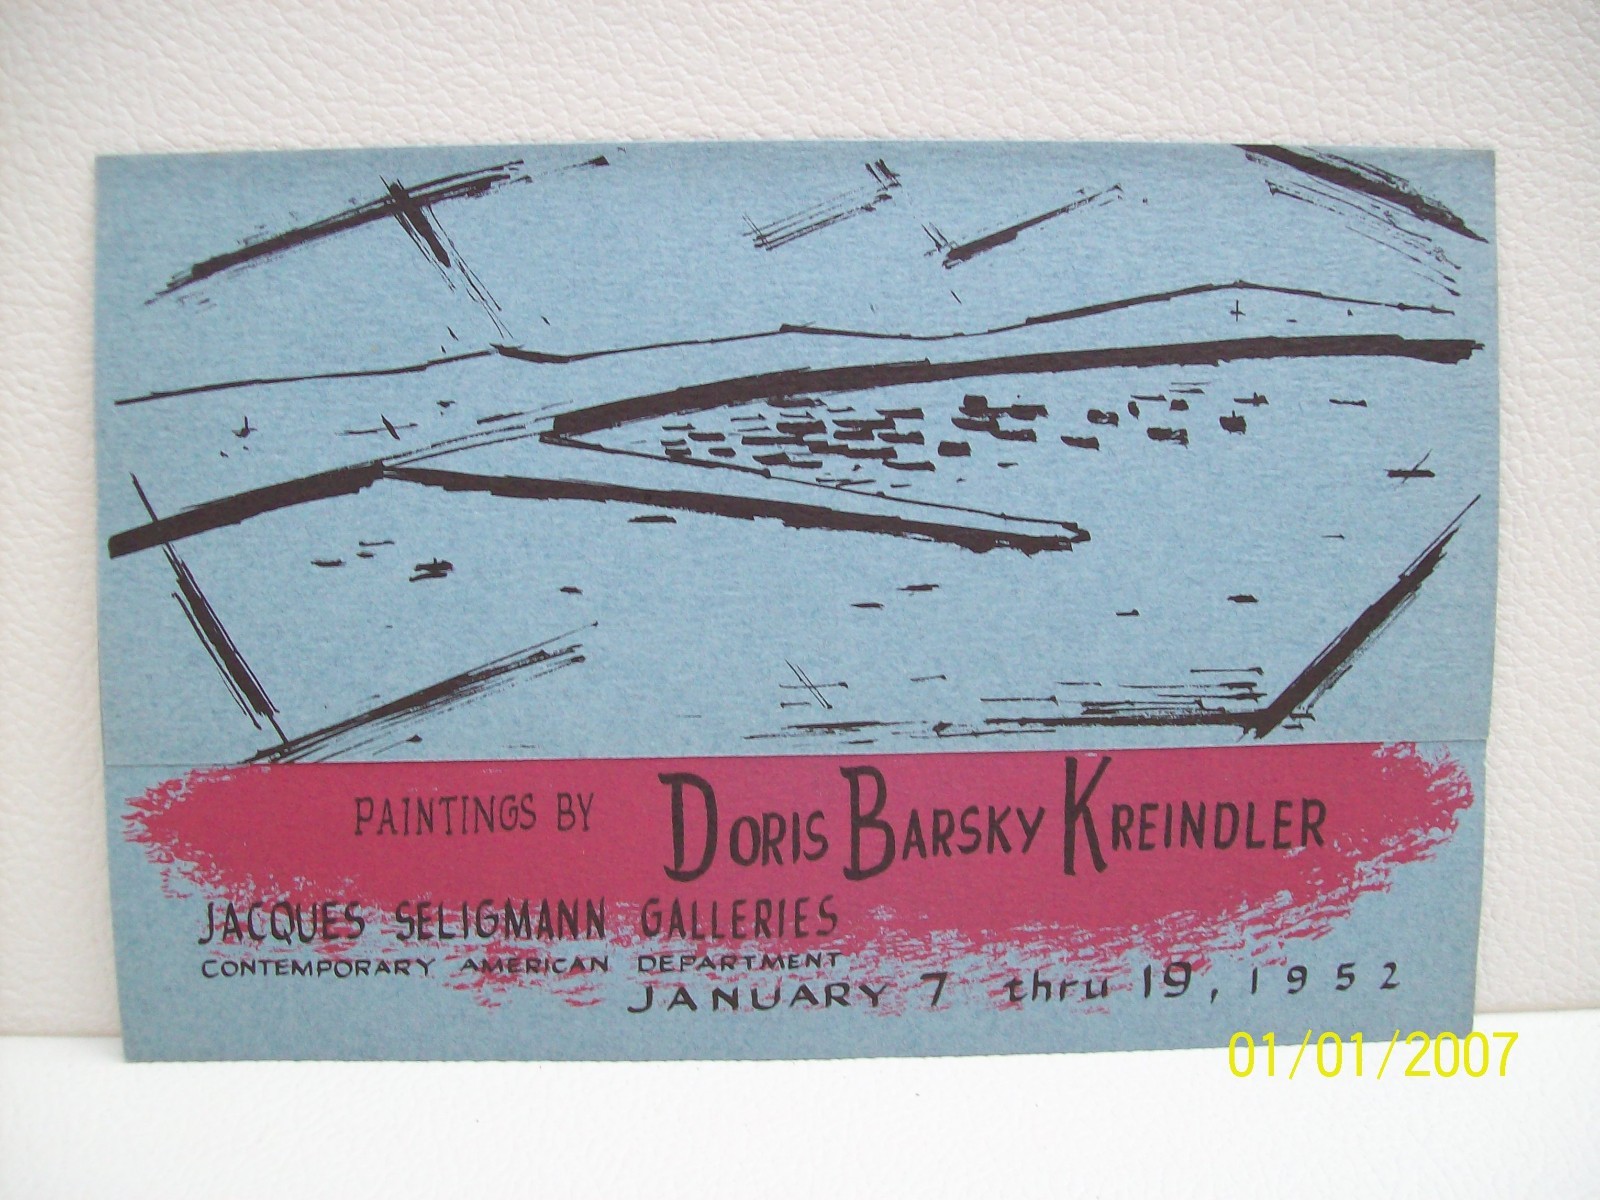 PAINTINGS BY DORIS BARSKY KREINDLER
JACQUES SELIGMANN GALLERIES
CONTEMPORARY AMERICAN DEPARTMENT
JANUARY 7 thru 19, 1952
01/01/2007